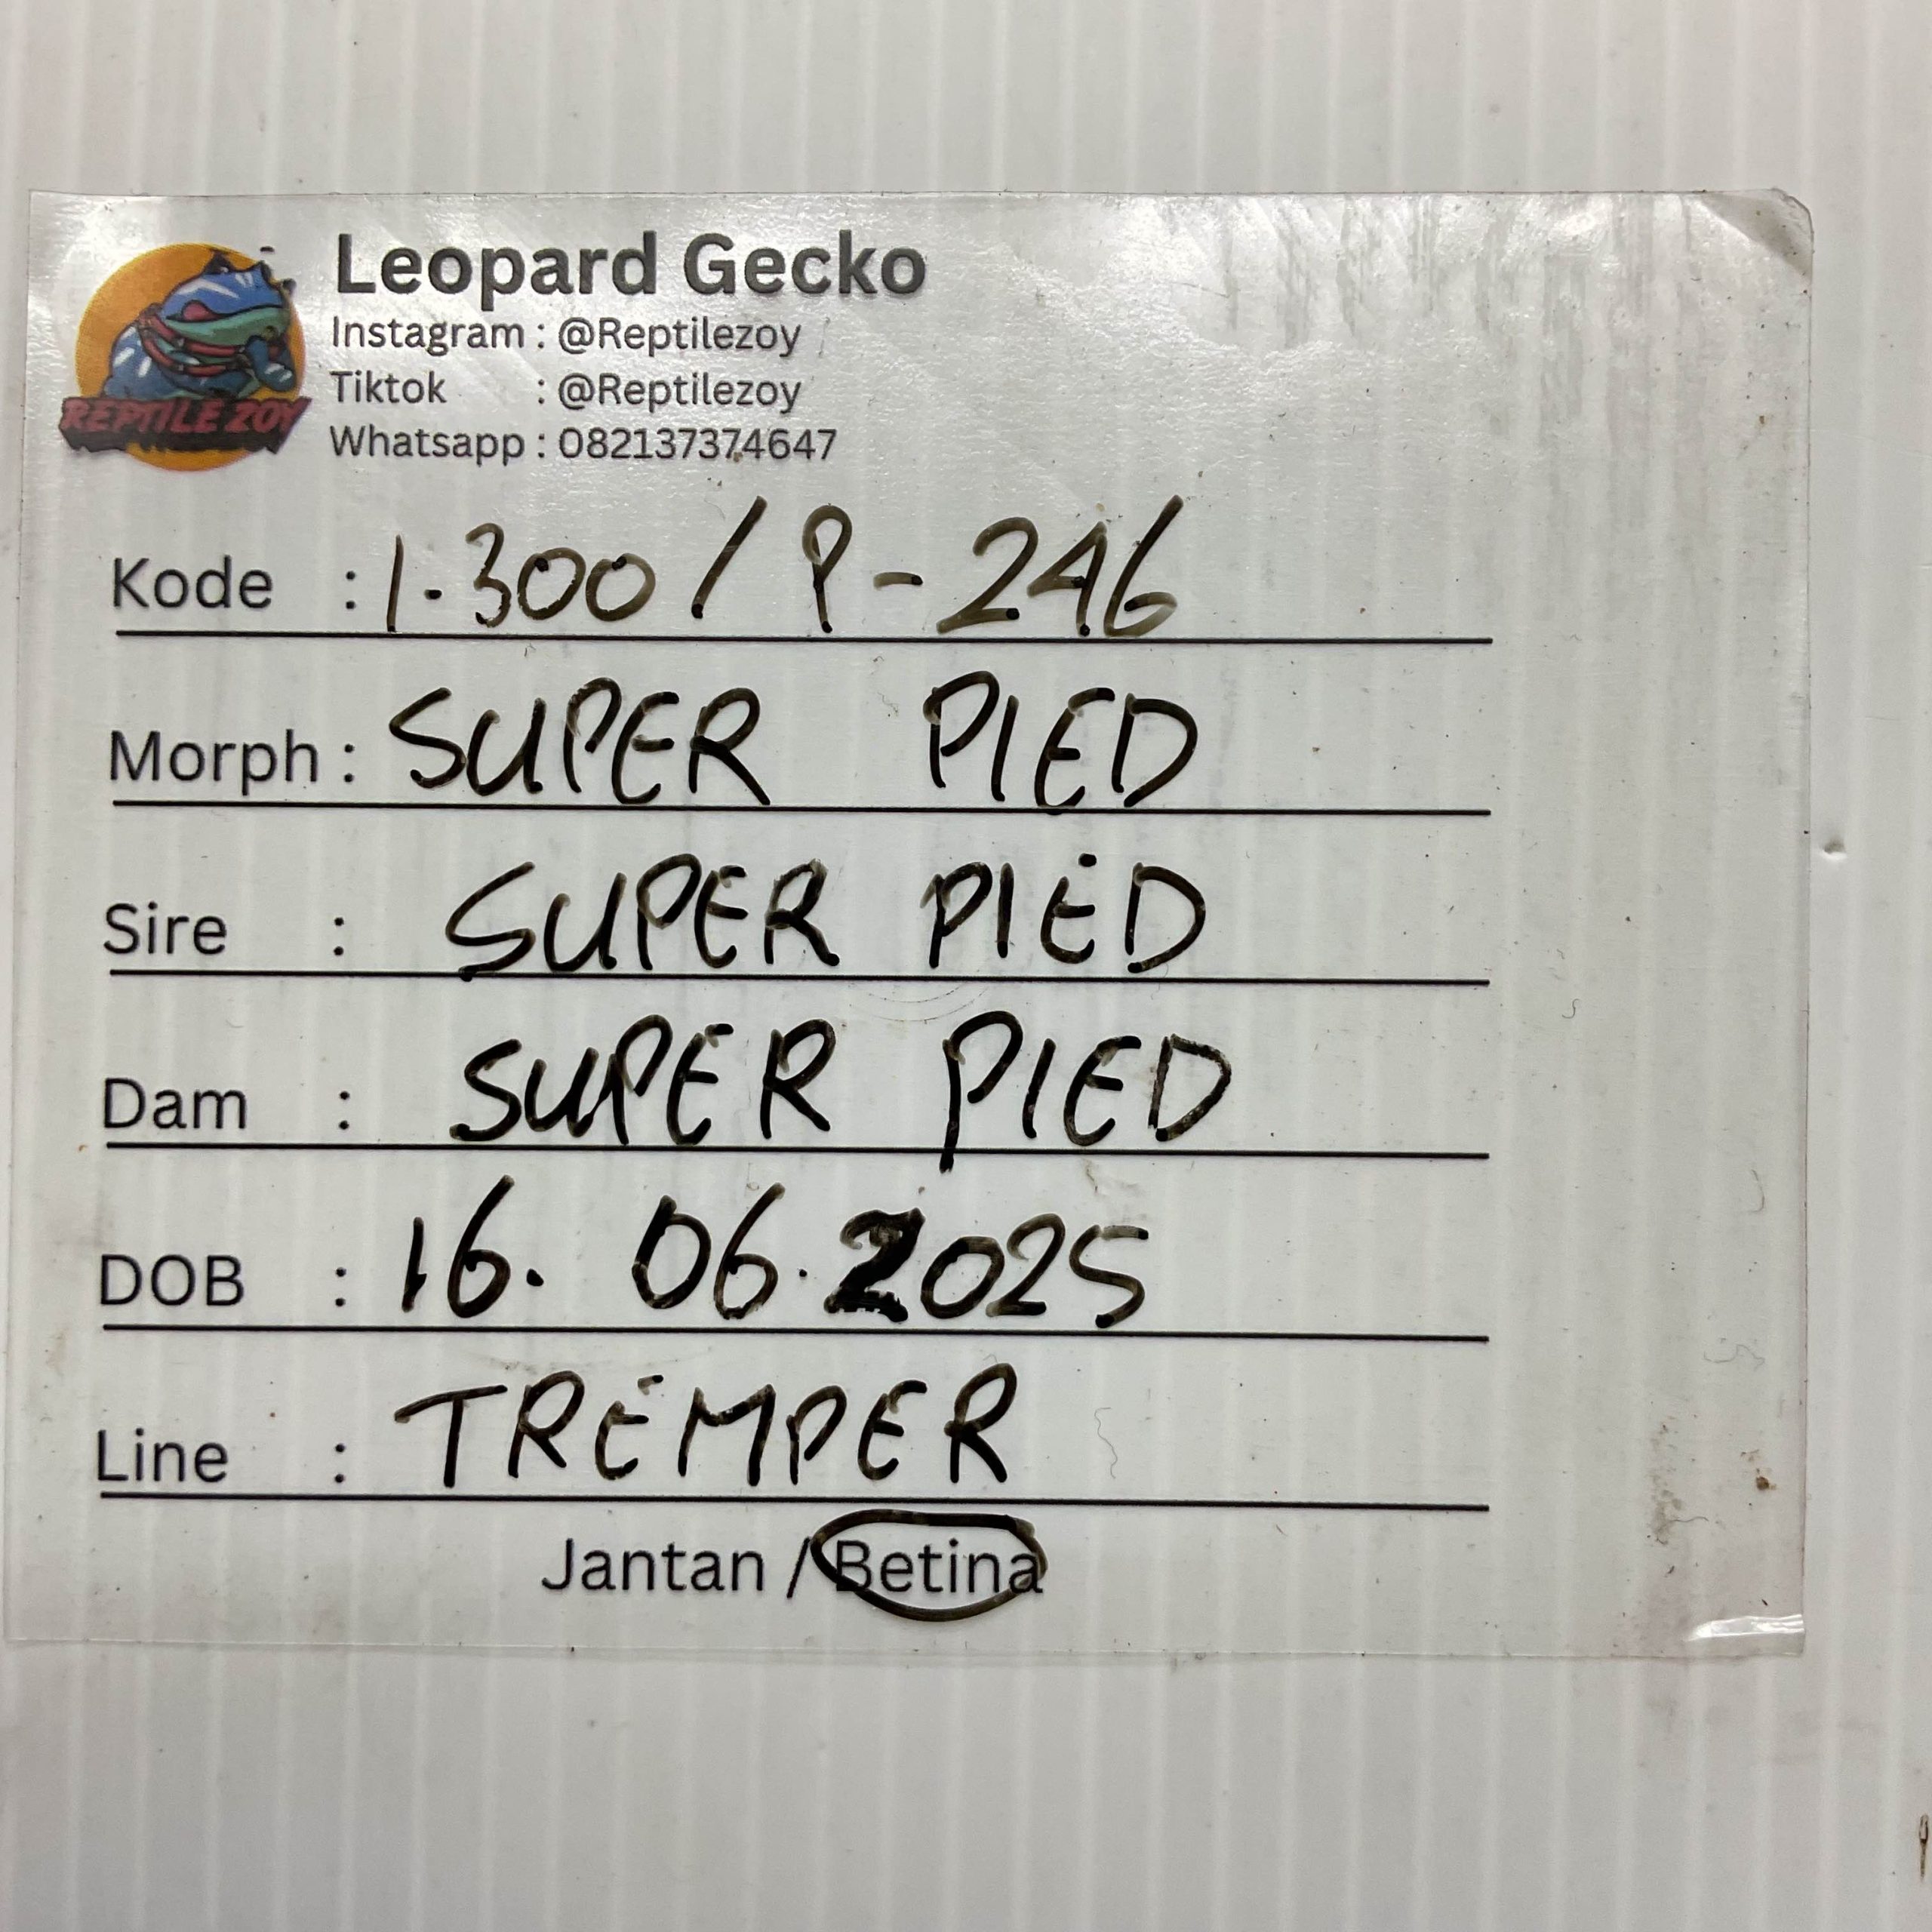 Leopard Gecko
Instagram : @Reptilezoy
Tiktok : @Reptilezoy
Whatsapp : 082137374647
REPTILE ZOY
Kode : 1.300 / P - 246
Morph : SUPER PIED
Sire : SUPER PIED
Dam : SUPER PIED
DOB : 16. 06. 2025
Line : TREMPER
Jantan / Betina